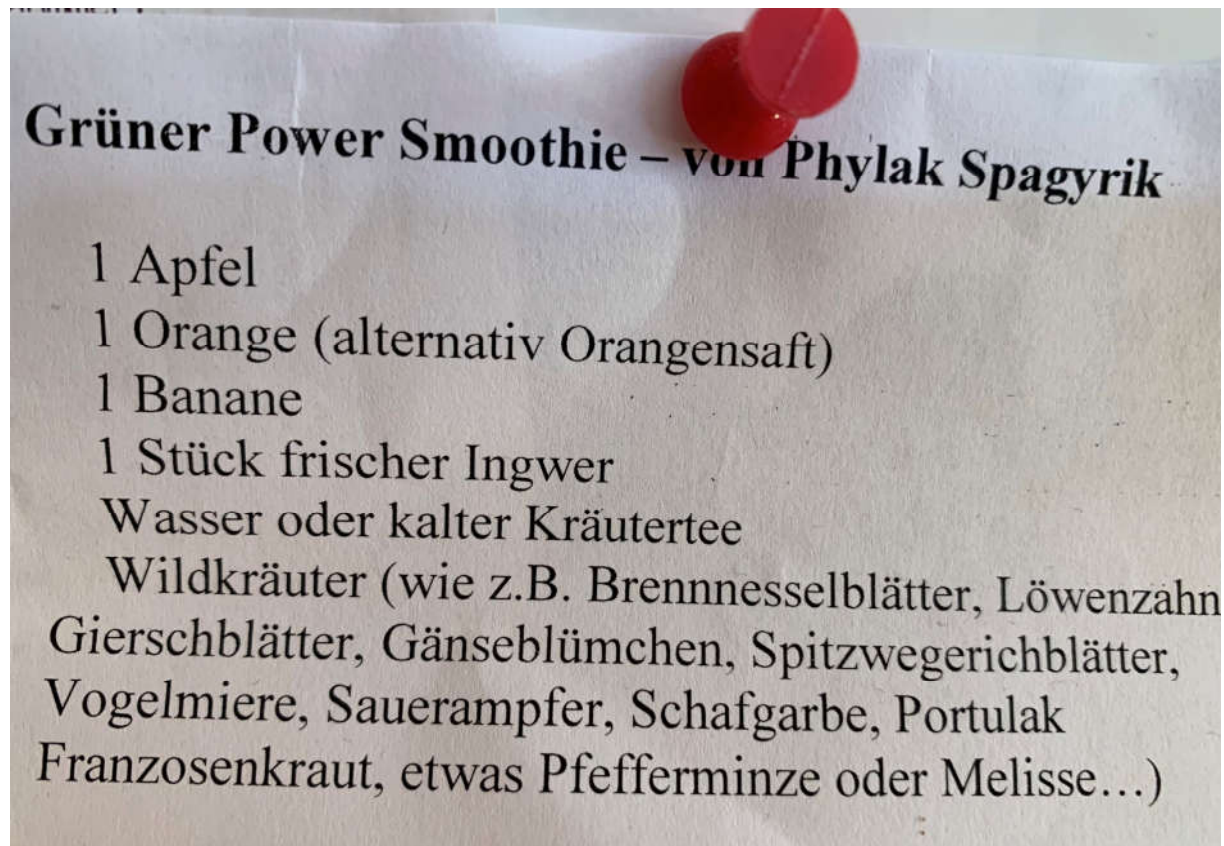 Grüner Power Smoothie – von Phylak Spagyrik
1 Apfel
1 Orange (alternativ Orangensaft)
1 Banane
1 Stück frischer Ingwer
Wasser oder kalter Kräutertee
Wildkräuter (wie z.B. Brennnesselblätter, Löwenzahn
Gierschblätter, Gänseblümchen, Spitzwegerichblätter,
Vogelmiere, Sauerampfer, Schafgarbe, Portulak
Franzosenkraut, etwas Pfefferminze oder Melisse…)